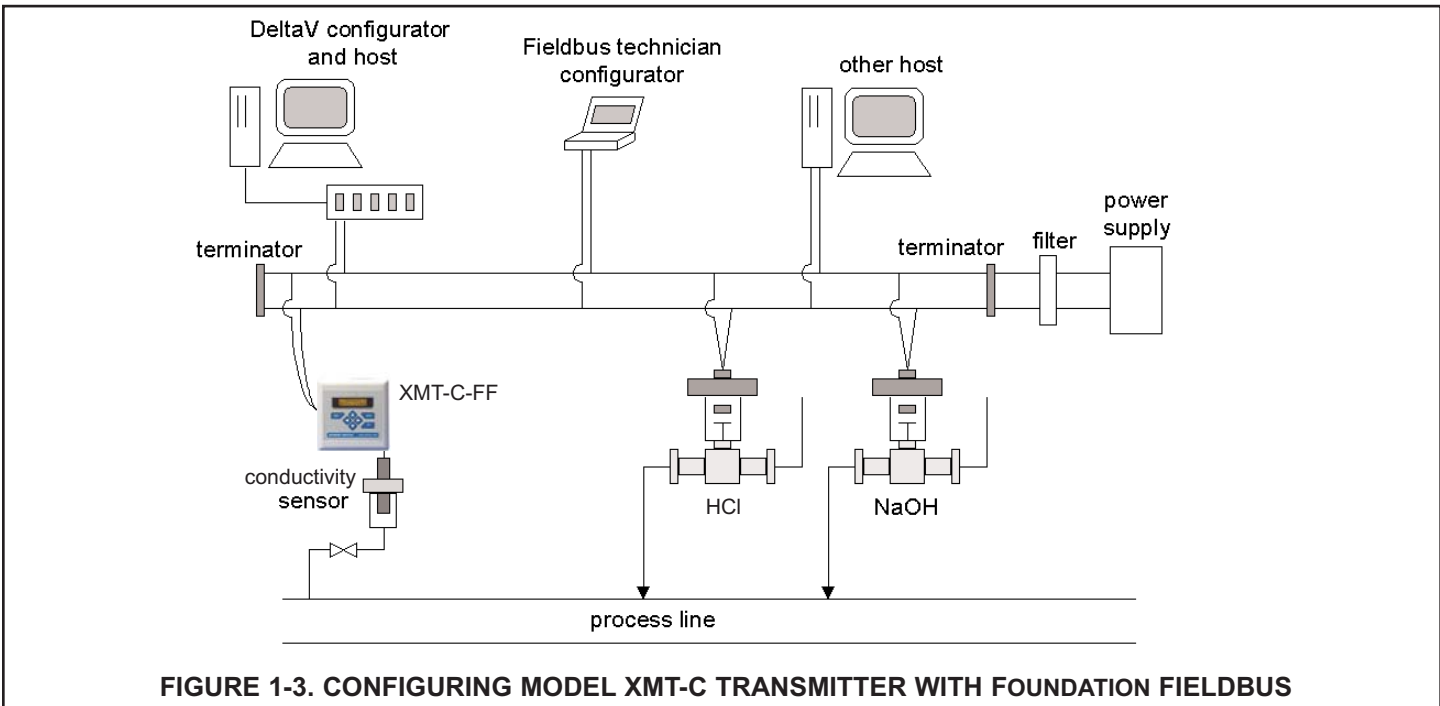 DeltaV configurator
and host
Fieldbus technician
configurator
other host
power
supply
terminator
terminator
filter
XMT-C-FF
conductivity
sensor
HCl
NaOH
process line
FIGURE 1-3. CONFIGURING MODEL XMT-C TRANSMITTER WITH FOUNDATION FIELDBUS